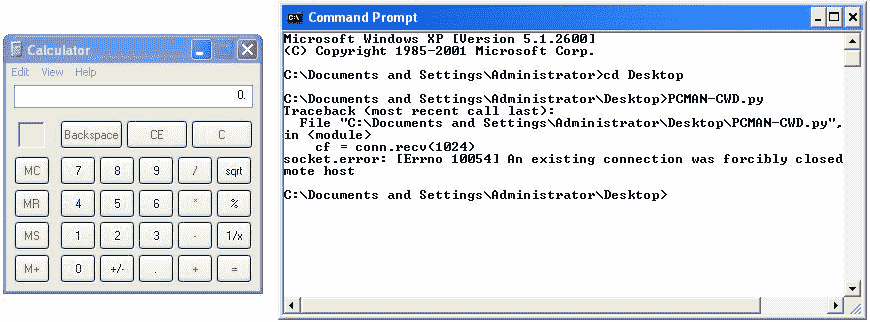 Calculator
Edit View Help
0.
Backspace CE C
MC 7 8 9 / sqrt
MR 4 5 6 * %
MS 1 2 3 - 1/x
M+ 0 +/- . + =
C:\ Command Prompt
Microsoft Windows XP [Version 5.1.2600]
(C) Copyright 1985-2001 Microsoft Corp.
C:\Documents and Settings\Administrator>cd Desktop
C:\Documents and Settings\Administrator\Desktop>PCMAN-CWD.py
Traceback (most recent call last):
File "C:\Documents and Settings\Administrator\Desktop\PCMAN-CWD.py",
in <module>
cf = conn.recv(1024)
socket.error: [Errno 10054] An existing connection was forcibly closed
mote host
C:\Documents and Settings\Administrator\Desktop>